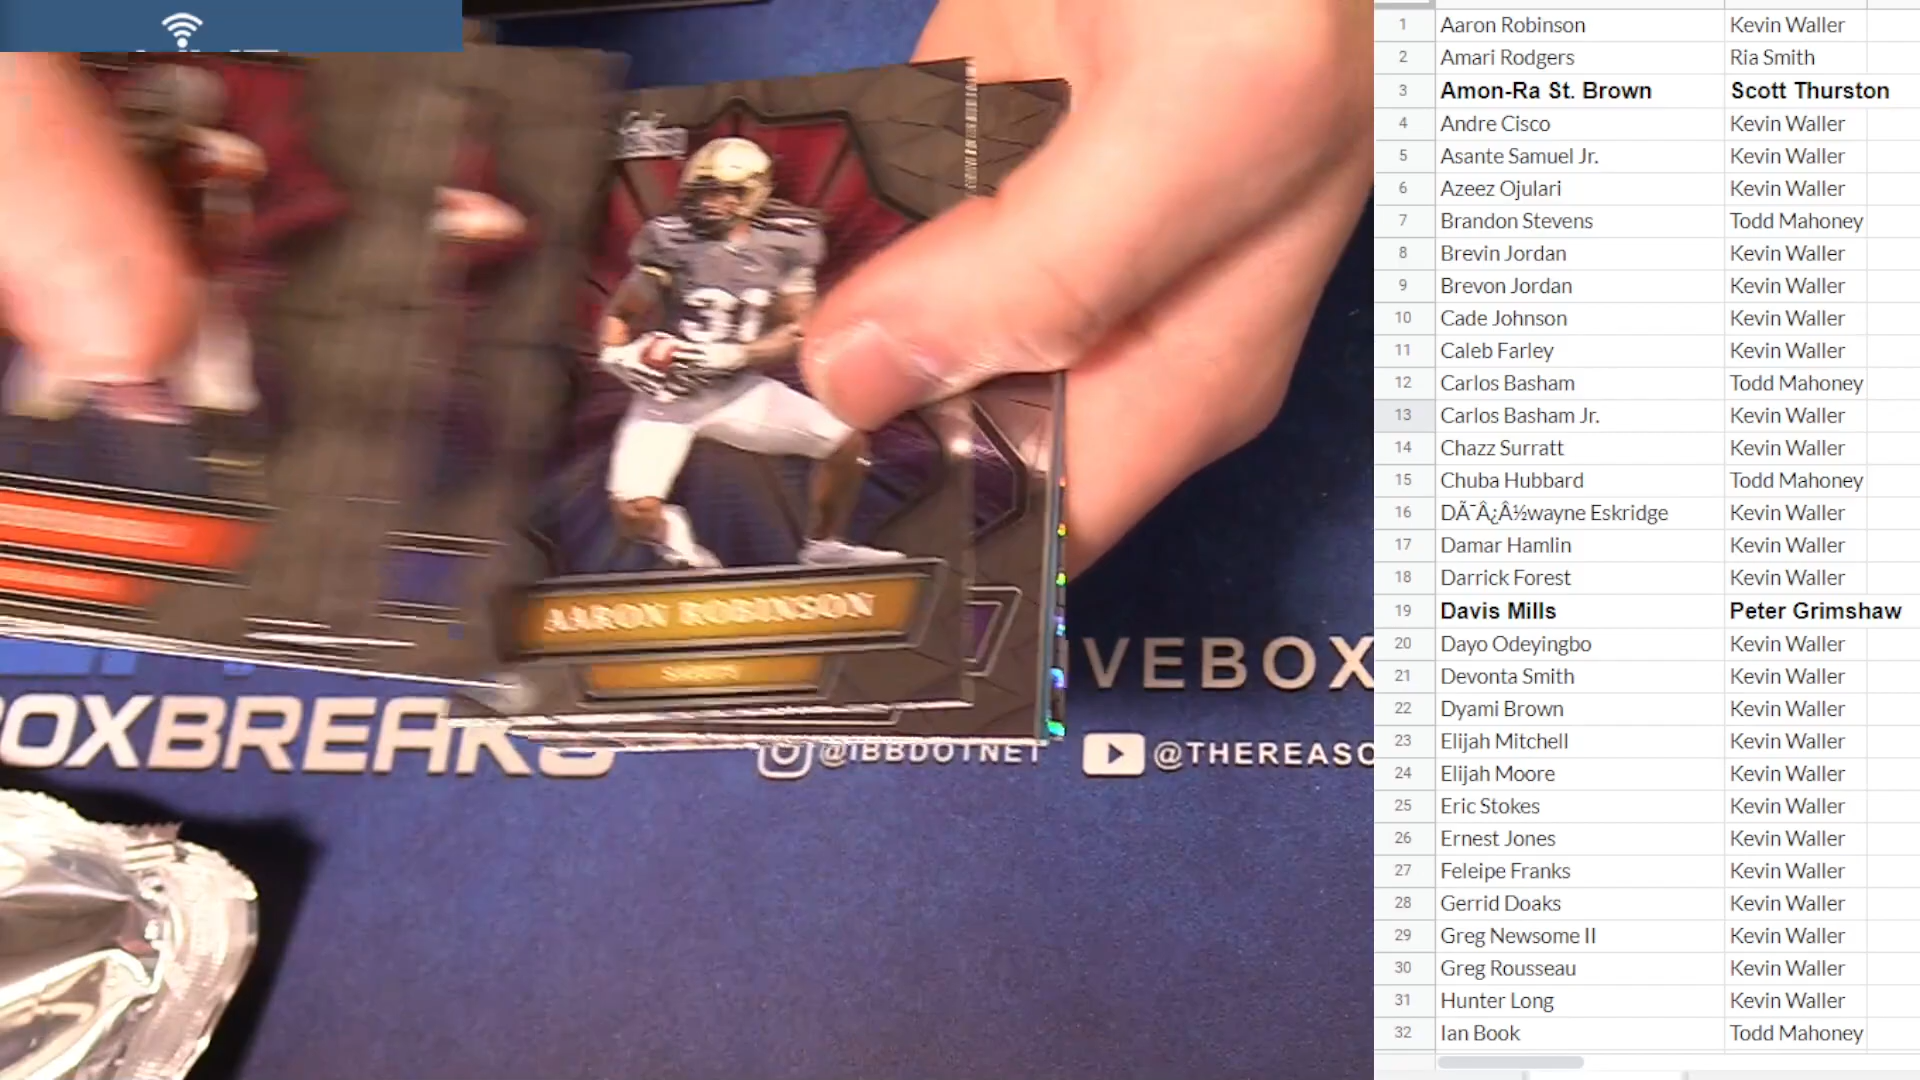 31
AARON ROBINSON
OXBREAKS
VEBOX
@IBBDOTNET
@THEREASO
1 Aaron Robinson Kevin Waller
2 Amari Rodgers Ria Smith
3 Amon-Ra St. Brown Scott Thurston
4 Andre Cisco Kevin Waller
5 Asante Samuel Jr. Kevin Waller
6 Azeez Ojulari Kevin Waller
7 Brandon Stevens Todd Mahoney
8 Brevin Jordan Kevin Waller
9 Brevon Jordan Kevin Waller
10 Cade Johnson Kevin Waller
11 Caleb Farley Kevin Waller
12 Carlos Basham Todd Mahoney
13 Carlos Basham Jr. Kevin Waller
14 Chazz Surratt Kevin Waller
15 Chuba Hubbard Todd Mahoney
16 DÃ¯Â¿Â½wayne Eskridge Kevin Waller
17 Damar Hamlin Kevin Waller
18 Darrick Forest Kevin Waller
19 Davis Mills Peter Grimshaw
20 Dayo Odeyingbo Kevin Waller
21 Devonta Smith Kevin Waller
22 Dyami Brown Kevin Waller
23 Elijah Mitchell Kevin Waller
24 Elijah Moore Kevin Waller
25 Eric Stokes Kevin Waller
26 Ernest Jones Kevin Waller
27 Feleipe Franks Kevin Waller
28 Gerrid Doaks Kevin Waller
29 Greg Newsome II Kevin Waller
30 Greg Rousseau Kevin Waller
31 Hunter Long Kevin Waller
32 Ian Book Todd Mahoney